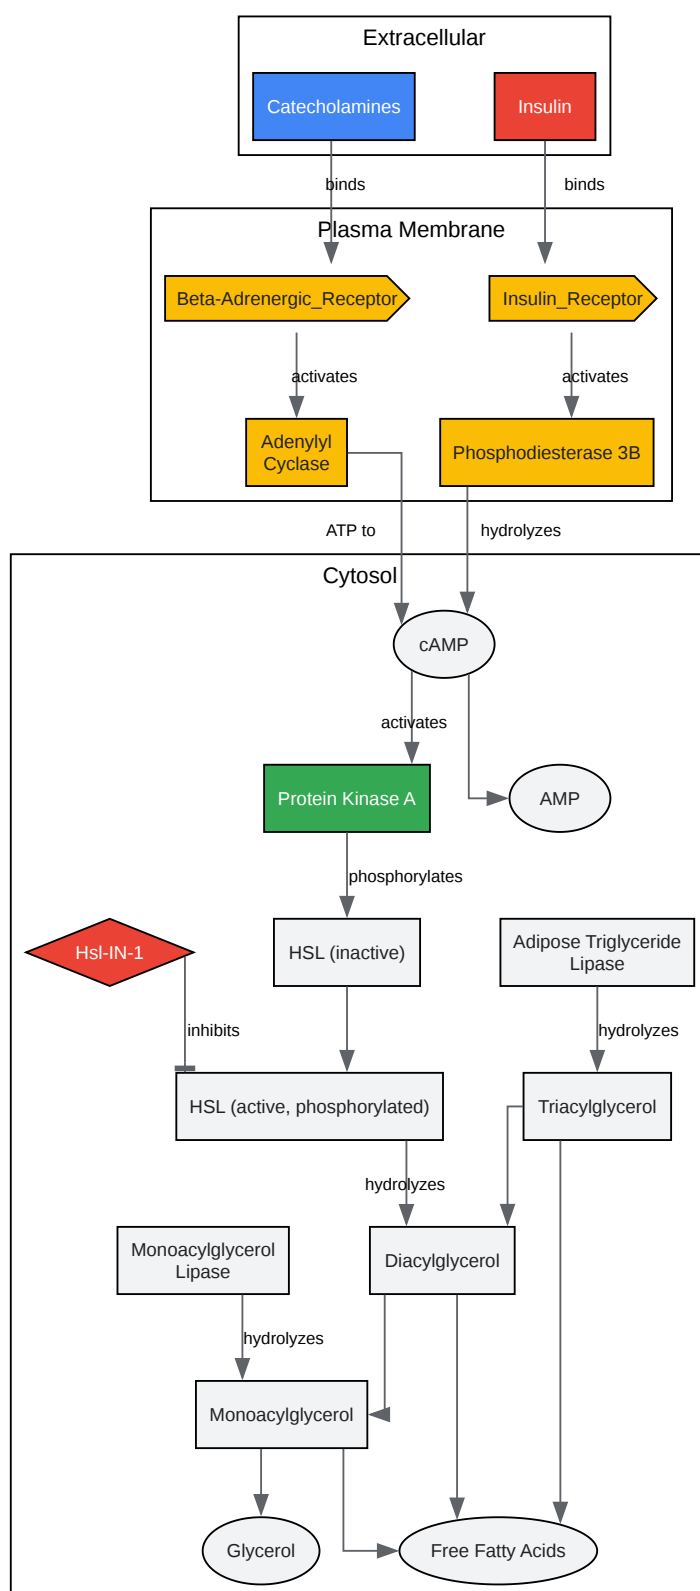 Extracellular
Catecholamines
Insulin
binds
binds
Plasma Membrane
Beta-Adrenergic_Receptor
Insulin_Receptor
activates
activates
Adenylyl
Cyclase
Phosphodiesterase 3B
ATP to
hydrolyzes
Cytosol
cAMP
activates
Protein Kinase A
AMP
phosphorylates
Hsl-IN-1
HSL (inactive)
Adipose Triglyceride
Lipase
inhibits
hydrolyzes
HSL (active, phosphorylated)
Triacylglycerol
hydrolyzes
Monoacylglycerol
Lipase
Diacylglycerol
hydrolyzes
Monoacylglycerol
Glycerol
Free Fatty Acids